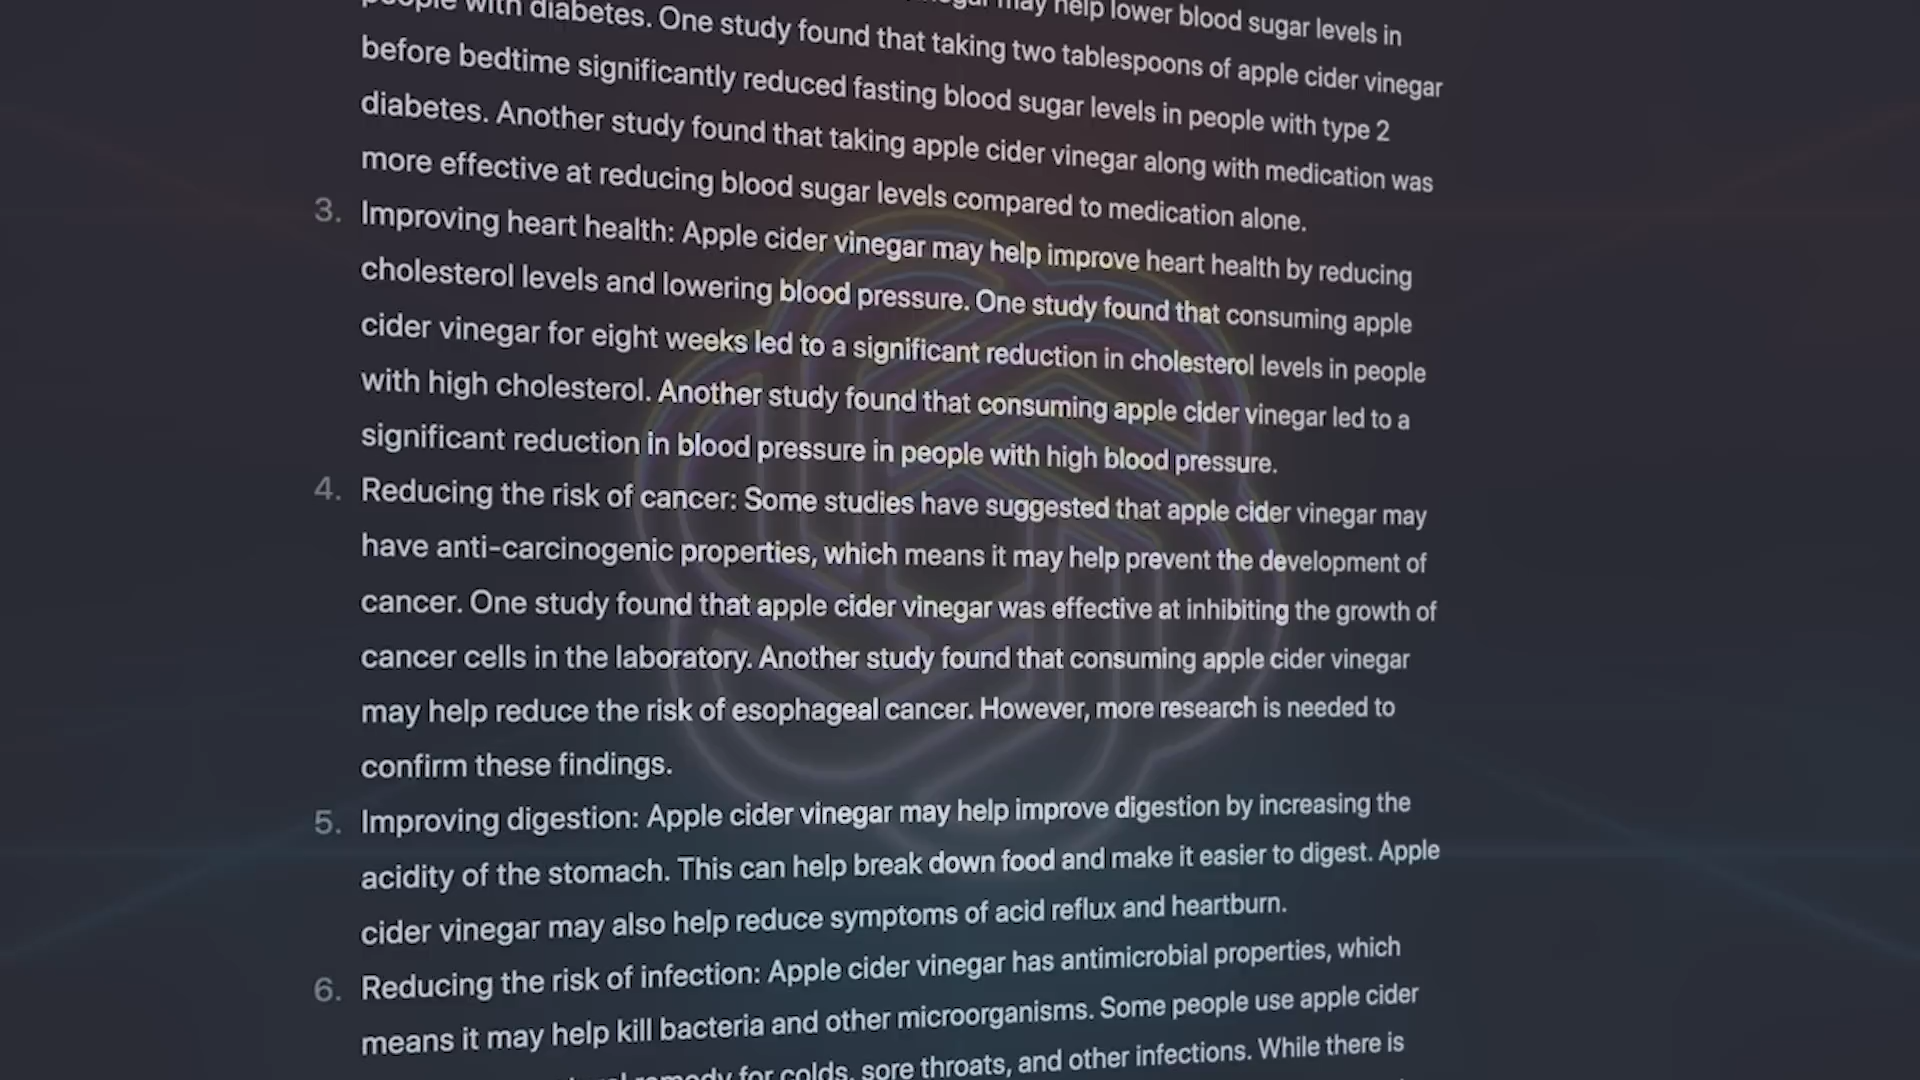 may help lower blood sugar levels in
people with diabetes. One study found that taking two tablespoons of apple cider vinegar
before bedtime significantly reduced fasting blood sugar levels in people with type 2
diabetes. Another study found that taking apple cider vinegar along with medication was
more effective at reducing blood sugar levels compared to medication alone.
3. Improving heart health: Apple cider vinegar may help improve heart health by reducing
cholesterol levels and lowering blood pressure. One study found that consuming apple
cider vinegar for eight weeks led to a significant reduction in cholesterol levels in people
with high cholesterol. Another study found that consuming apple cider vinegar led to a
significant reduction in blood pressure in people with high blood pressure.
4. Reducing the risk of cancer: Some studies have suggested that apple cider vinegar may
have anti-carcinogenic properties, which means it may help prevent the development of
cancer. One study found that apple cider vinegar was effective at inhibiting the growth of
cancer cells in the laboratory. Another study found that consuming apple cider vinegar
may help reduce the risk of esophageal cancer. However, more research is needed to
confirm these findings.
5. Improving digestion: Apple cider vinegar may help improve digestion by increasing the
acidity of the stomach. This can help break down food and make it easier to digest. Apple
cider vinegar may also help reduce symptoms of acid reflux and heartburn.
6. Reducing the risk of infection: Apple cider vinegar has antimicrobial properties, which
means it may help kill bacteria and other microorganisms. Some people use apple cider
remedy for colds, sore throats, and other infections. While there is